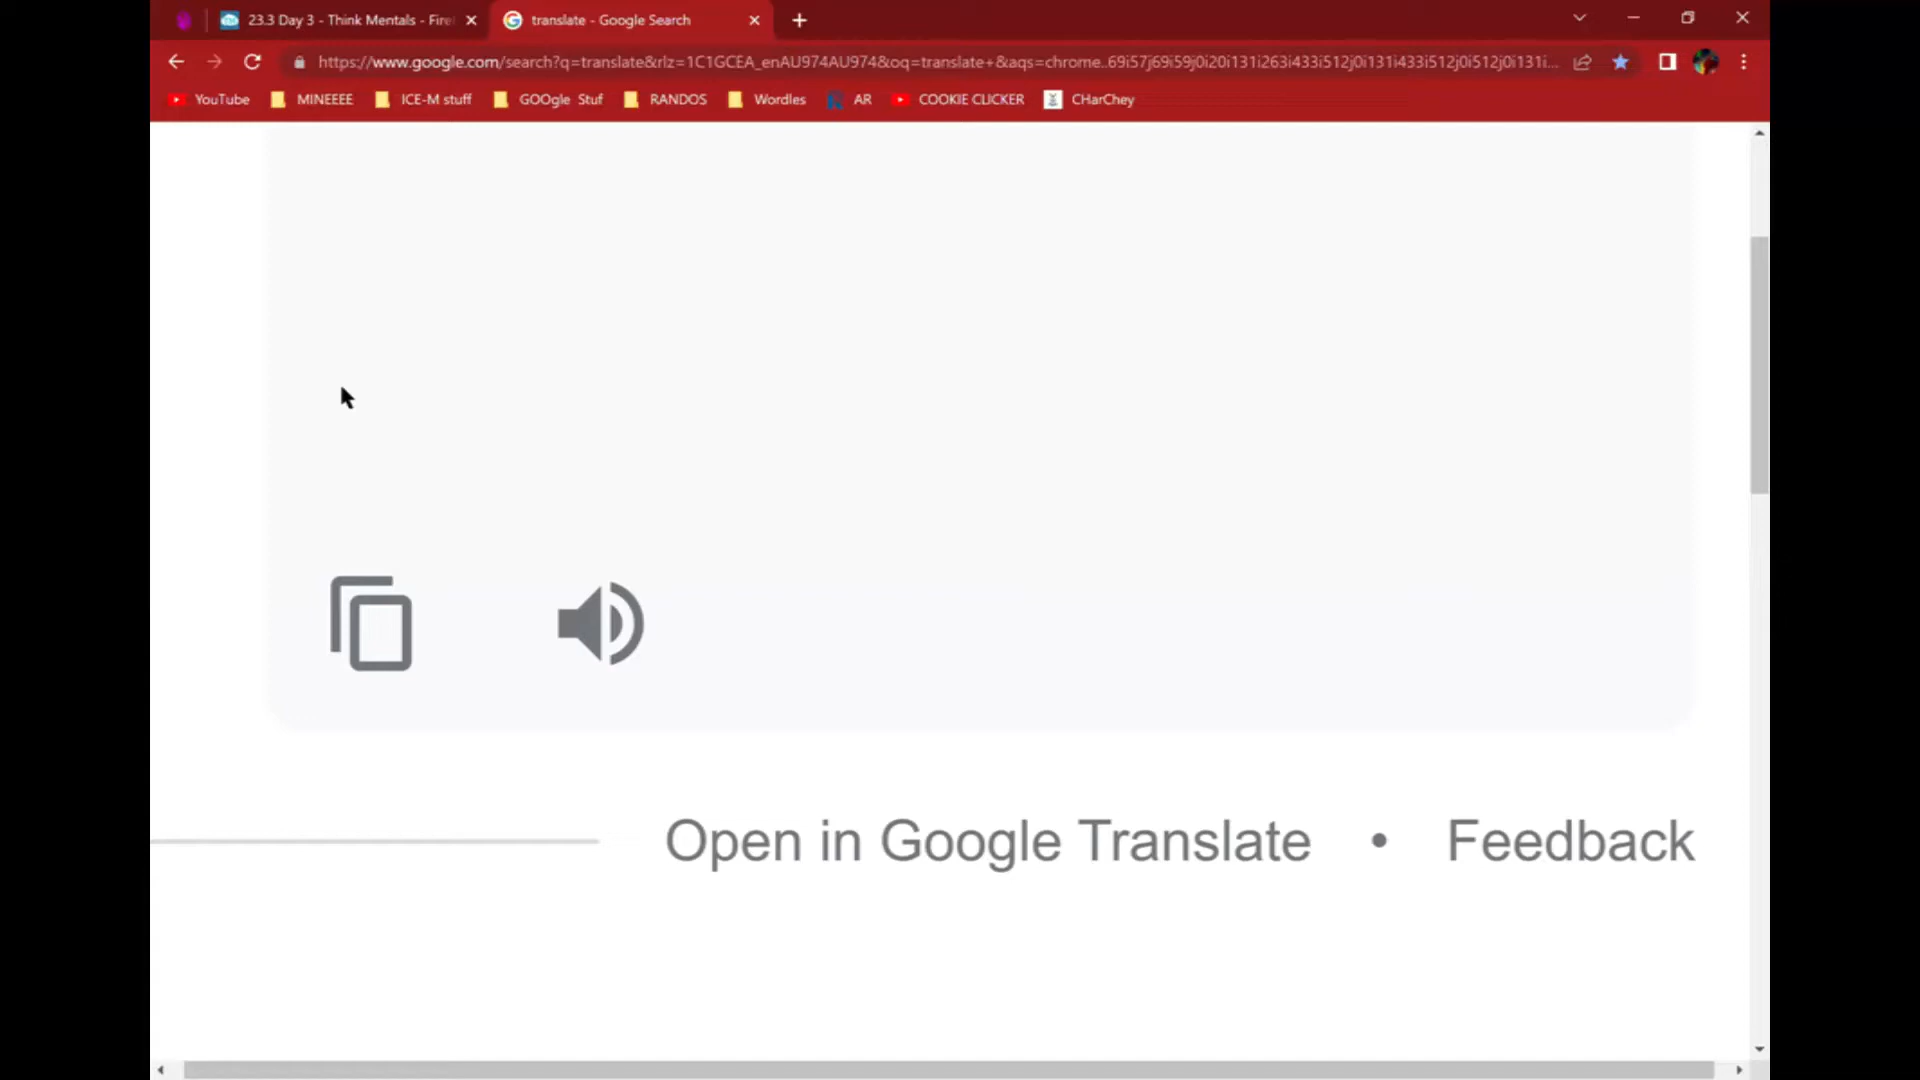 23.3 Day 3 - Think Mentals - Fire
translate - Google Search
https://www.google.com/search?q=translate&rlz=1C1GCEA_enAU974AU974&oq=translate+&aqs=chrome..69i57j69i59j0i20i131i263i433i512j0i131i433i512j0i512j0i131i...
YouTube
MINEEEE
ICE-M stuff
GOOgle Stuf
RANDOS
Wordles
AR
COOKIE CLICKER
CHarChey
Open in Google Translate • Feedback